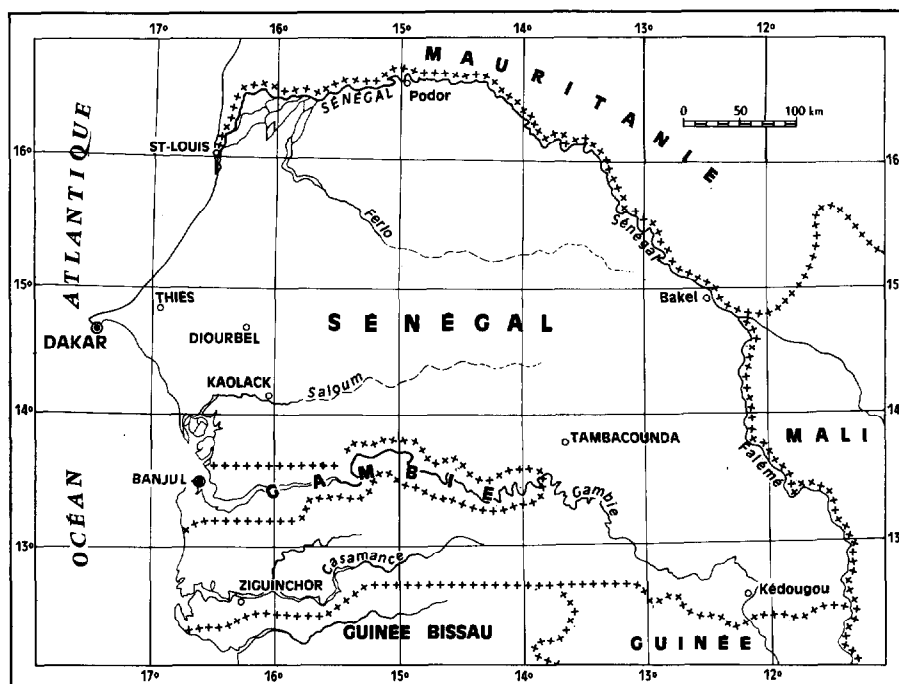 17° 16° 15° 14° 13° 12°
MAURITANIE
0 50 100 km
SÉNÉGAL
Podor
ST-LOUIS
16° 16°
OCÉAN ATLANTIQUE
Ferlo
Sénégal
15° 15°
THIÈS
Bakel
DAKAR
DIOURBEL
SÉNÉGAL
KAOLACK
Saloum
14° 14°
TAMBACOUNDA
MALI
Falémé
BANJUL
GAMBIE
Gambie
13° 13°
Casamance
ZIGUINCHOR
Kédougou
GUINÉE BISSAU
GUINÉE
17° 16° 15° 14° 13° 12°